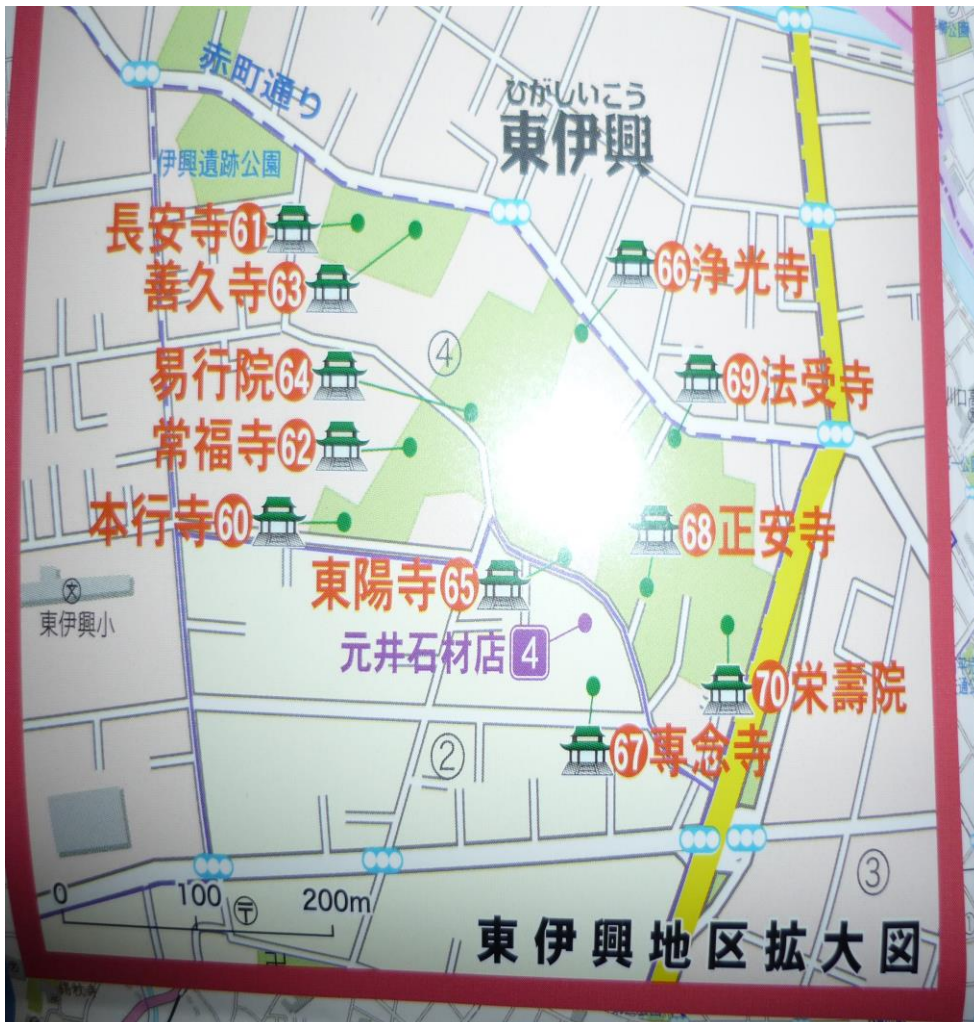 赤町通り
ひがしいこう
東伊興
伊興遺跡公園
長安寺61
善久寺63
66浄光寺
④
易行院64
69法受寺
常福寺62
本行寺60
68正安寺
東陽寺65
文
東伊興小
元井石材店4
70栄壽院
67専念寺
②
③
0 100 200m
〒
東伊興地区拡大図